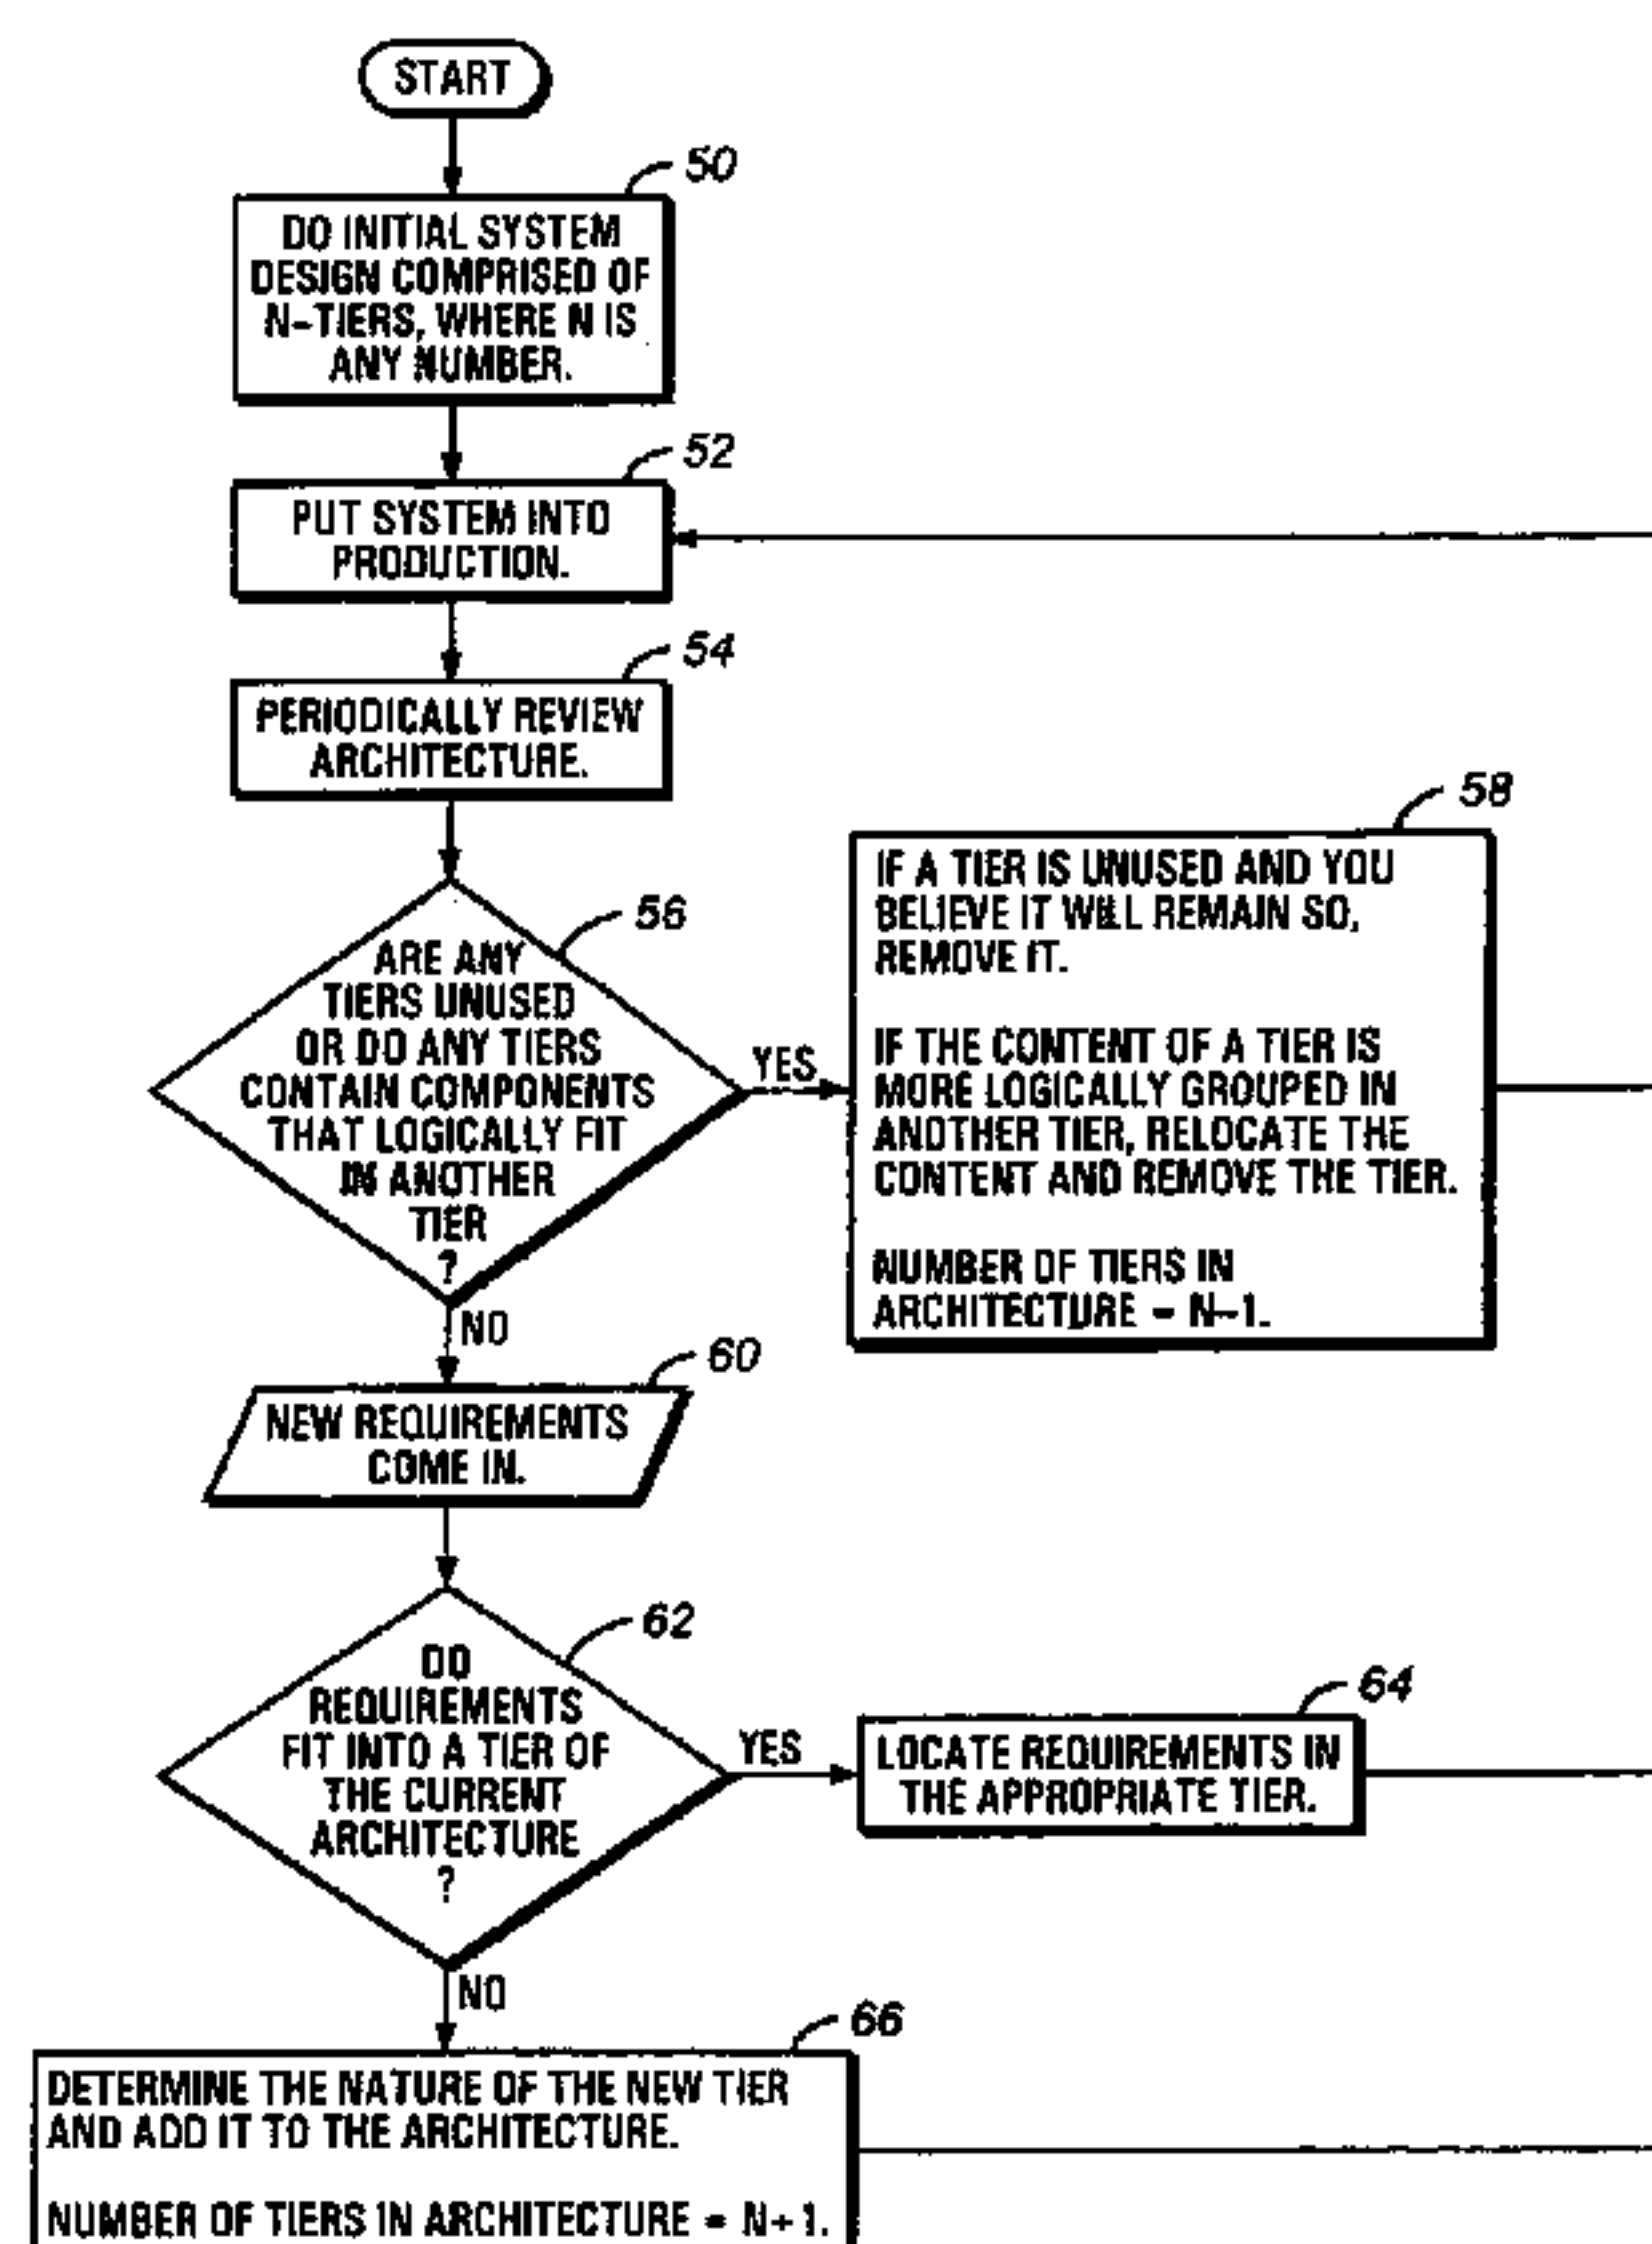 START
50
DO INITIAL SYSTEM
DESIGN COMPRISED OF
N-TIERS, WHERE N IS
ANY NUMBER.
52
PUT SYSTEM INTO
PRODUCTION.
54
PERIODICALLY REVIEW
ARCHITECTURE.
56
ARE ANY
TIERS UNUSED
OR DO ANY TIERS
CONTAIN COMPONENTS
THAT LOGICALLY FIT
IN ANOTHER
TIER
?
YES
58
IF A TIER IS UNUSED AND YOU
BELIEVE IT WILL REMAIN SO,
REMOVE IT.
IF THE CONTENT OF A TIER IS
MORE LOGICALLY GROUPED IN
ANOTHER TIER, RELOCATE THE
CONTENT AND REMOVE THE TIER.
NUMBER OF TIERS IN
ARCHITECTURE = N-1.
NO
60
NEW REQUIREMENTS
COME IN.
62
DO
REQUIREMENTS
FIT INTO A TIER OF
THE CURRENT
ARCHITECTURE
?
YES
64
LOCATE REQUIREMENTS IN
THE APPROPRIATE TIER.
NO
66
DETERMINE THE NATURE OF THE NEW TIER
AND ADD IT TO THE ARCHITECTURE.
NUMBER OF TIERS IN ARCHITECTURE = N+1.